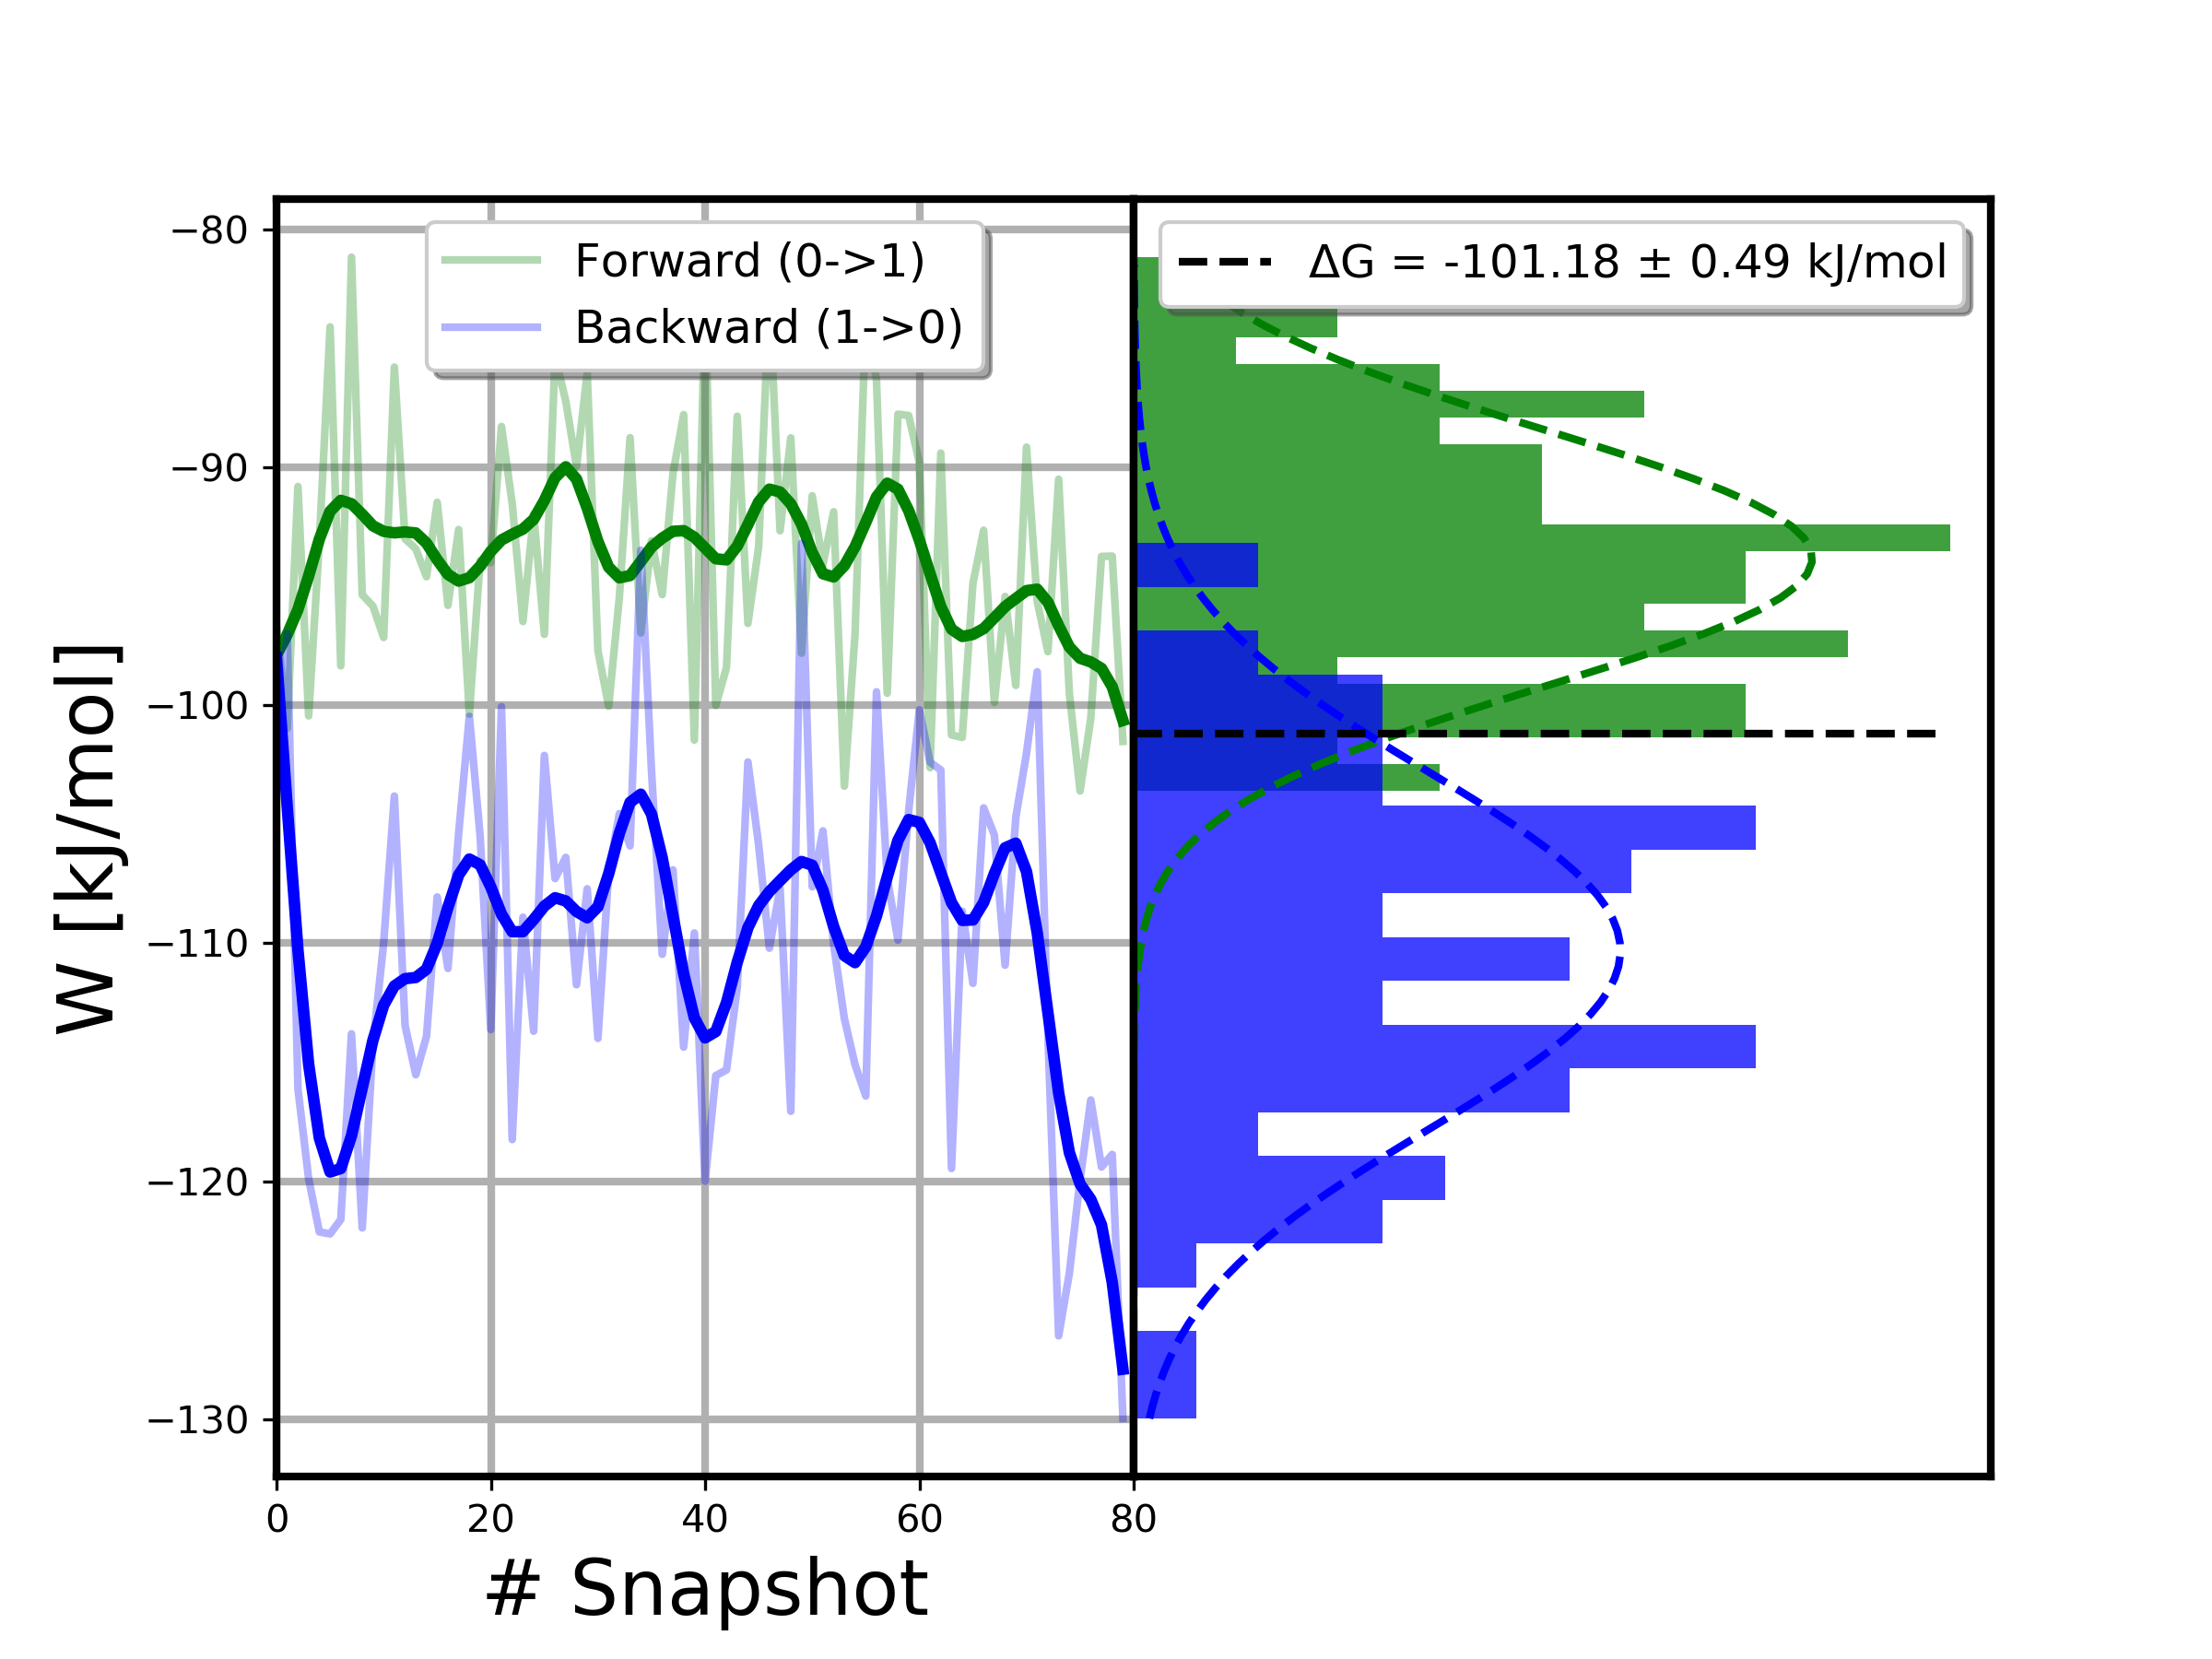 Forward (0->1)
Backward (1->0)
ΔG = -101.18 ± 0.49 kJ/mol
W [kJ/mol]
−80
−90
−100
−110
−120
−130
0 20 40 60 80
# Snapshot